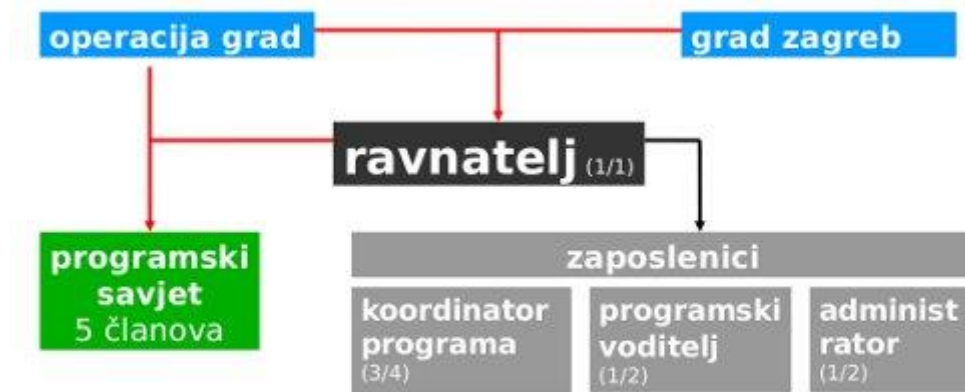 operacija grad
grad zagreb
ravnatelj (1/1)
programski
savjet
5 članova
zaposlenici
koordinator
programa
(3/4)
programski
voditelj
(1/2)
administ
rator
(1/2)